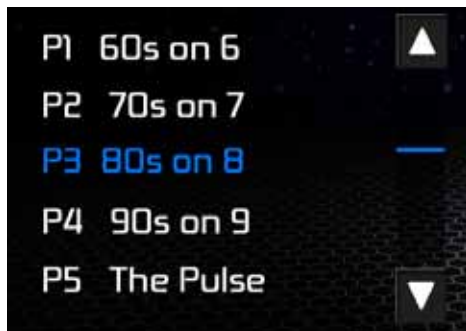 P1 60s on 6
P2 70s on 7
P3 80s on 8
P4 90s on 9
P5 The Pulse